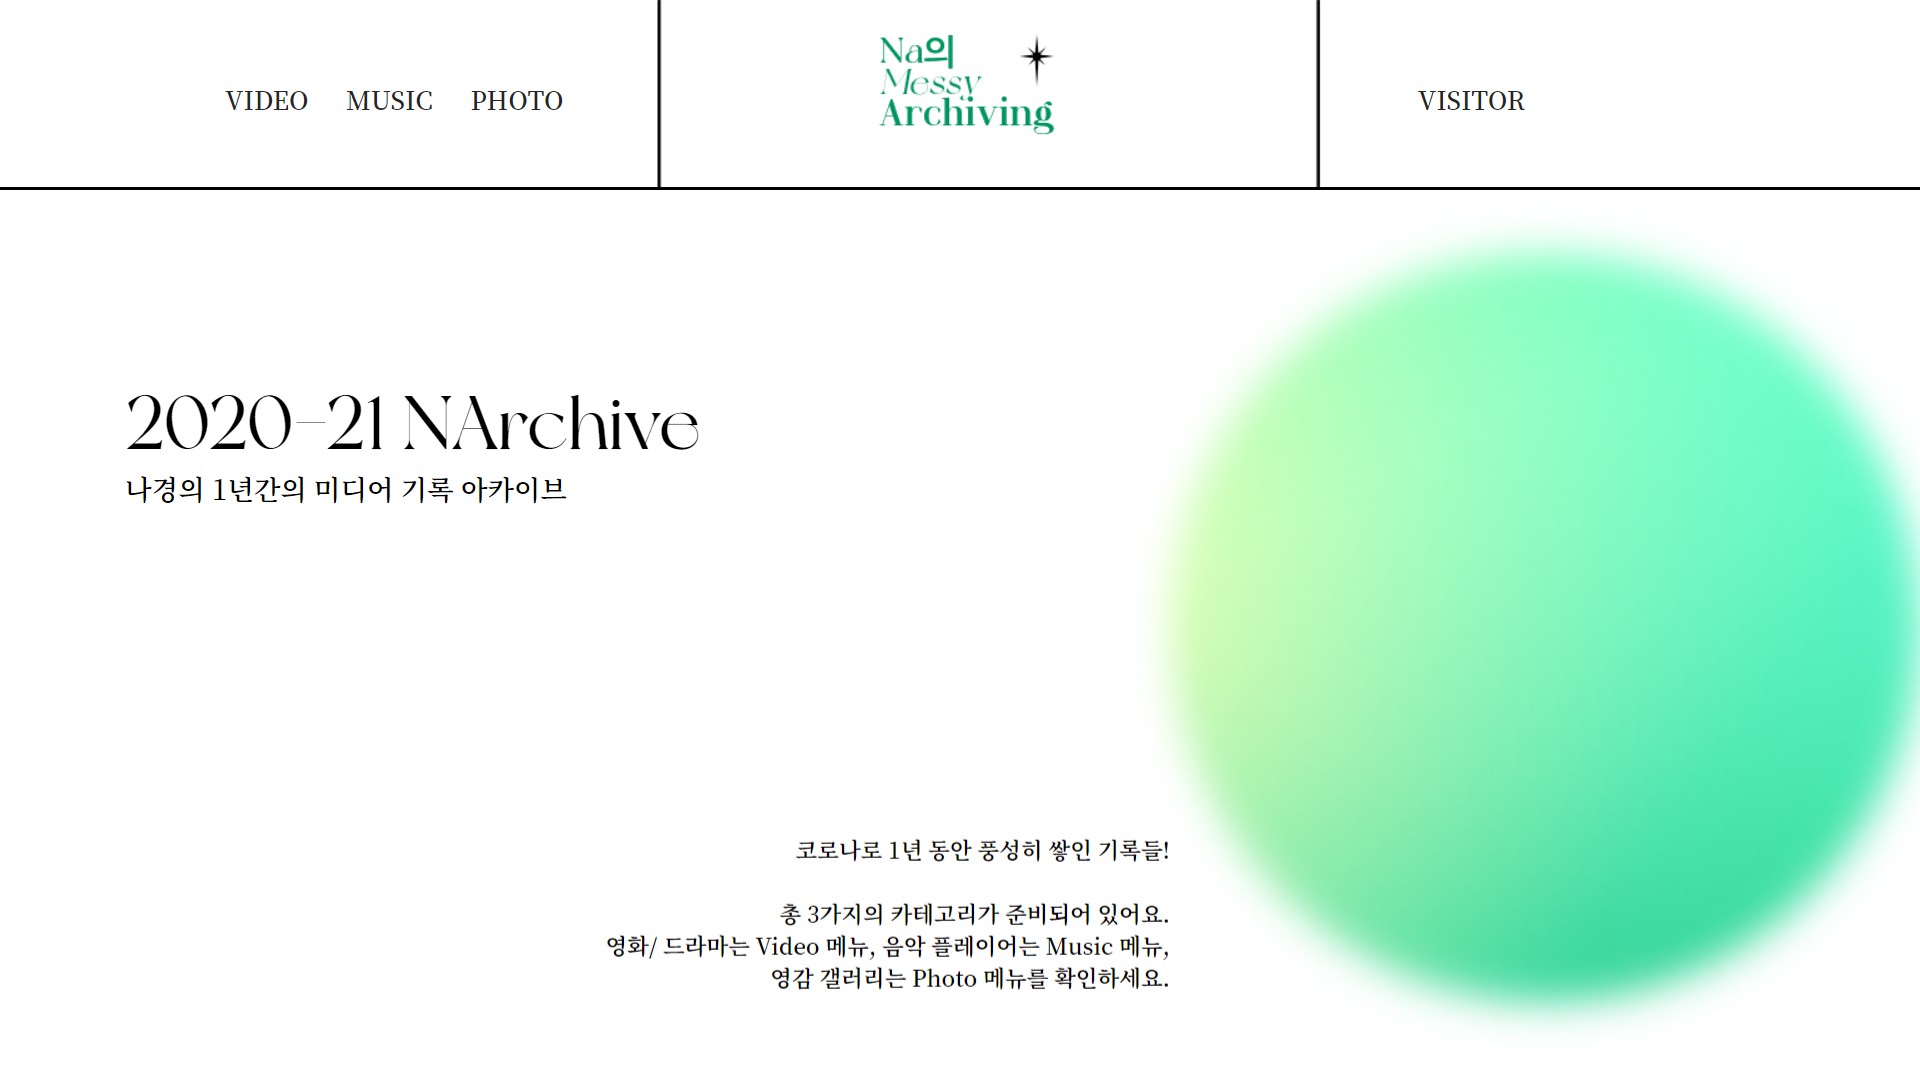 VIDEO MUSIC PHOTO
Na의
Messy
Archiving
VISITOR
2020-21 NArchive
나경의 1년간의 미디어 기록 아카이브
코로나로 1년 동안 풍성히 쌓인 기록들!
총 3가지의 카테고리가 준비되어 있어요.
영화/ 드라마는 Video 메뉴, 음악 플레이어는 Music 메뉴,
영감 갤러리는 Photo 메뉴를 확인하세요.